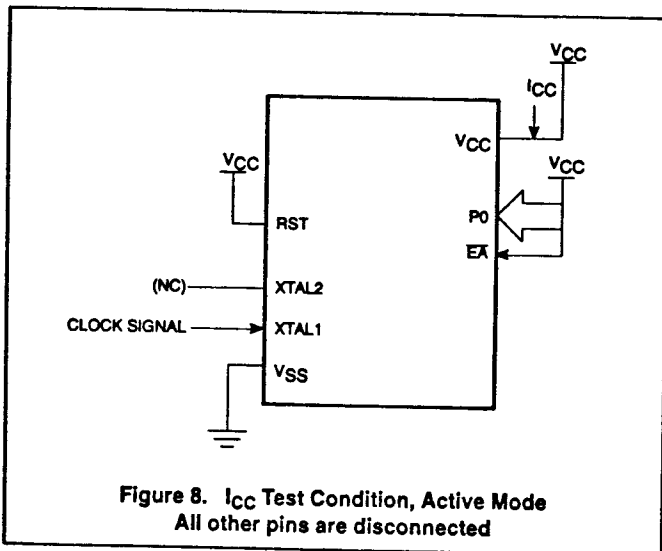 VCC
ICC
VCC
VCC
VCC
RST
P0
EA
(NC)
XTAL2
CLOCK SIGNAL
XTAL1
VSS
Figure 8. ICC Test Condition, Active Mode
All other pins are disconnected